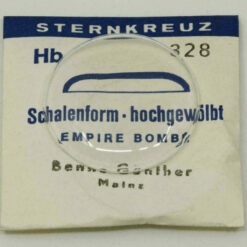 STERNKREUZ
Hb 328
Schalenform · hochgewölbt
EMPIRE BOMBÉ
Benno Günther
Mainz